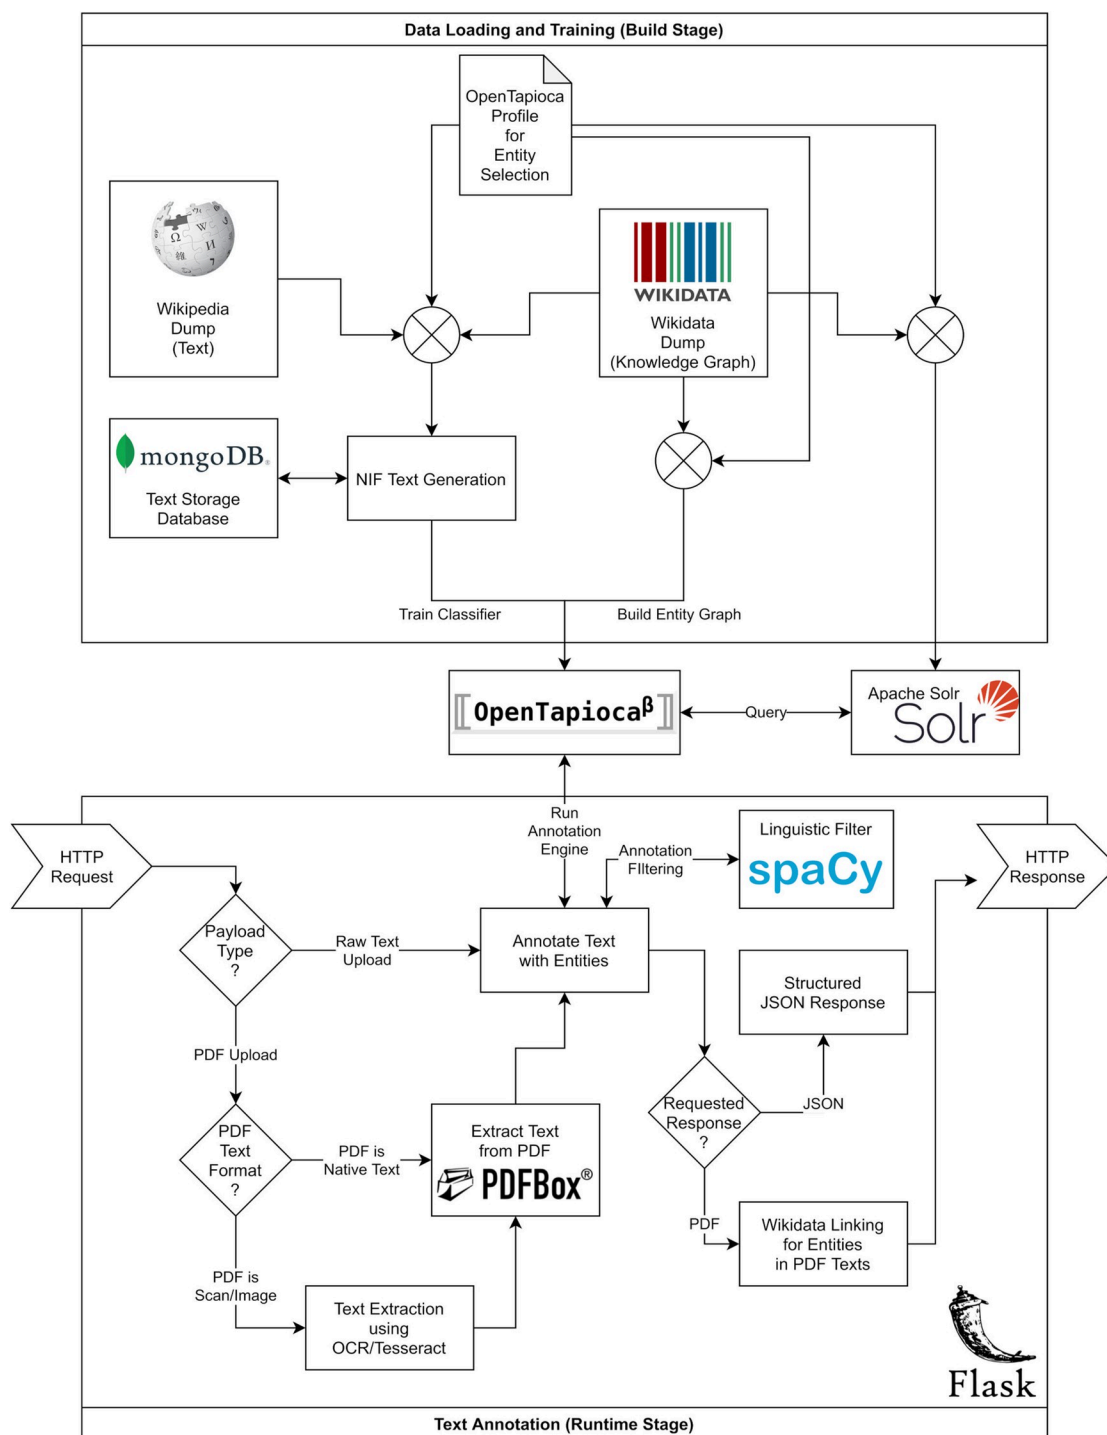 Data Loading and Training (Build Stage)
OpenTapioca
Profile
for
Entity
Selection
Ω
W
И
WIKIDATA
Wikipedia
Dump
(Text)
Wikidata
Dump
(Knowledge Graph)
mongoDB®
Text Storage
Database
NIF Text Generation
Train Classifier
Build Entity Graph
OpenTapiocaβ
Query
Apache Solr
Solr
HTTP
Request
Run
Annotation
Engine
Annotation
FIltering
Linguistic Filter
spaCy
HTTP
Response
Payload
Type
?
Raw Text
Upload
Annotate Text
with Entities
Structured
JSON Response
PDF Upload
Requested
Response
?
JSON
PDF
Text
Format
?
PDF is
Native Text
Extract Text
from PDF
PDFBox®
PDF
Wikidata Linking
for Entities
in PDF Texts
PDF is
Scan/Image
Text Extraction
using
OCR/Tesseract
Flask
Text Annotation (Runtime Stage)